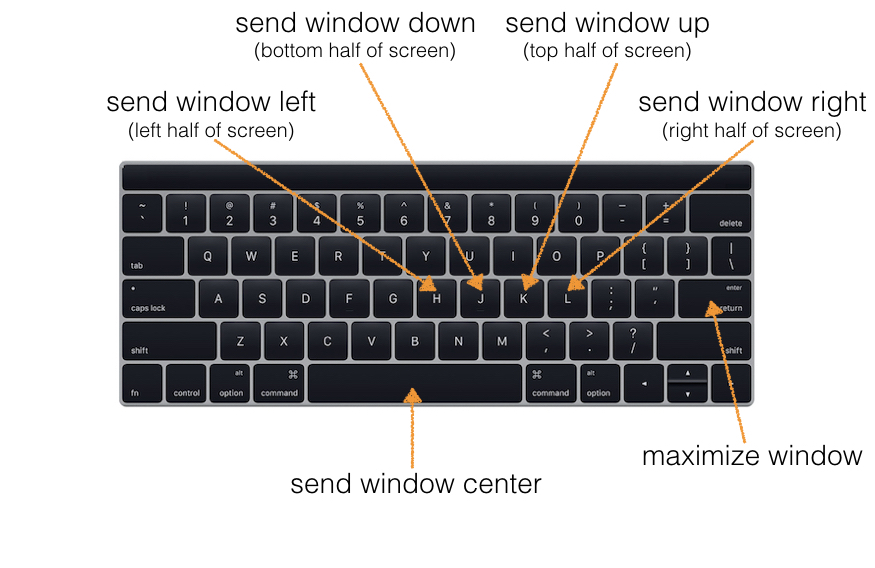 send window down
(bottom half of screen)
send window up
(top half of screen)
send window left
(left half of screen)
send window right
(right half of screen)
~ ! @ # $ % ^ & * ( ) — +
` 1 2 3 4 5 6 7 8 9 0 - = delete
tab Q W E R T Y U I O P { [ } ] | \
caps lock A S D F G H J K L : ; " ' enter return
shift Z X C V B N M < , > . ? / shift
fn control alt option ⌘ command ⌘ command alt option ◄ ▲ ▼ ►
maximize window
send window center